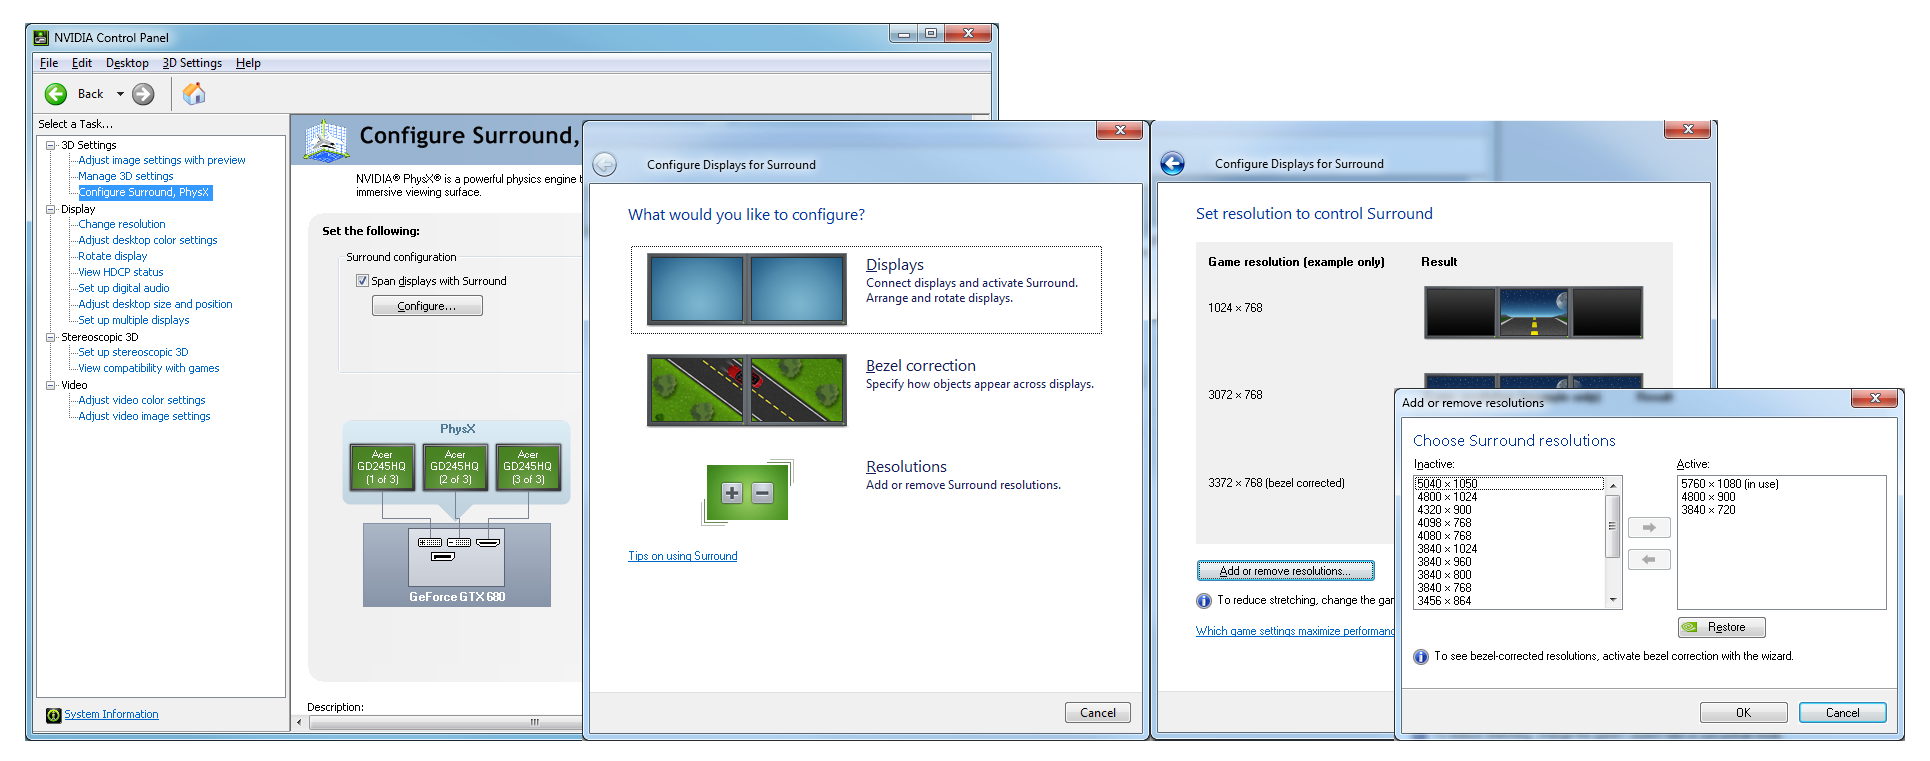 NVIDIA Control Panel
File Edit Desktop 3D Settings Help
Back
Select a Task...
3D Settings
Adjust image settings with preview
Manage 3D settings
Configure Surround, PhysX
Display
Change resolution
Adjust desktop color settings
Rotate display
View HDCP status
Set up digital audio
Adjust desktop size and position
Set up multiple displays
Stereoscopic 3D
Set up stereoscopic 3D
View compatibility with games
Video
Adjust video color settings
Adjust video image settings
System Information
Configure Surround,
NVIDIA® PhysX® is a powerful physics engine
immersive viewing surface.
Set the following:
Surround configuration
Span displays with Surround
Configure...
PhysX
Acer
GD245HQ
(1 of 3)
Acer
GD245HQ
(2 of 3)
Acer
GD245HQ
(3 of 3)
GeForce GTX 680
Description:
Configure Displays for Surround
What would you like to configure?
Displays
Connect displays and activate Surround.
Arrange and rotate displays.
Bezel correction
Specify how objects appear across displays.
Resolutions
Add or remove Surround resolutions.
Tips on using Surround
Cancel
Configure Displays for Surround
Set resolution to control Surround
Game resolution (example only) Result
1024 × 768
3072 × 768
3372 × 768 (bezel corrected)
Add or remove resolutions...
To reduce stretching, change the gam
Which game settings maximize performanc
Add or remove resolutions
Choose Surround resolutions
Inactive:
5040 × 1050
4800 × 1024
4320 × 900
4098 × 768
4080 × 768
3840 × 1024
3840 × 960
3840 × 800
3840 × 768
3456 × 864
Active:
5760 × 1080 (in use)
4800 × 900
3840 × 720
Restore
To see bezel-corrected resolutions, activate bezel correction with the wizard.
OK
Cancel